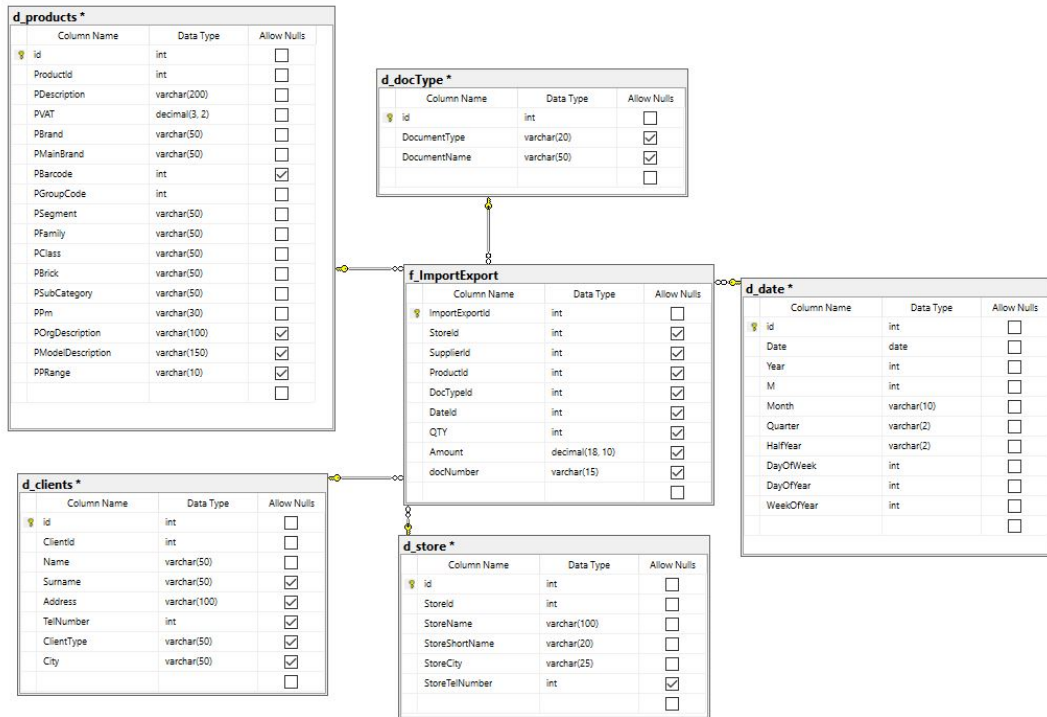 d_products *
Column Name Data Type Allow Nulls
id int
ProductId int
PDescription varchar(200)
PVAT decimal(3, 2)
PBrand varchar(50)
PMainBrand varchar(50)
PBarcode int
PGroupCode int
PSegment varchar(50)
PFamily varchar(50)
PClass varchar(50)
PBrick varchar(50)
PSubCategory varchar(50)
PPm varchar(30)
POrgDescription varchar(100)
PModelDescription varchar(150)
PPRange varchar(10)
d_docType *
Column Name Data Type Allow Nulls
id int
DocumentType varchar(20)
DocumentName varchar(50)
f_ImportExport
Column Name Data Type Allow Nulls
ImportExportId int
StoreId int
SupplierId int
ProductId int
DocTypeId int
DateId int
QTY int
Amount decimal(18, 10)
docNumber varchar(15)
d_date *
Column Name Data Type Allow Nulls
id int
Date date
Year int
M int
Month varchar(10)
Quarter varchar(2)
HalfYear varchar(2)
DayOfWeek int
DayOfYear int
WeekOfYear int
d_clients *
Column Name Data Type Allow Nulls
id int
ClientId int
Name varchar(50)
Surname varchar(50)
Address varchar(100)
TelNumber int
ClientType varchar(50)
City varchar(50)
d_store *
Column Name Data Type Allow Nulls
id int
StoreId int
StoreName varchar(100)
StoreShortName varchar(20)
StoreCity varchar(25)
StoreTelNumber int